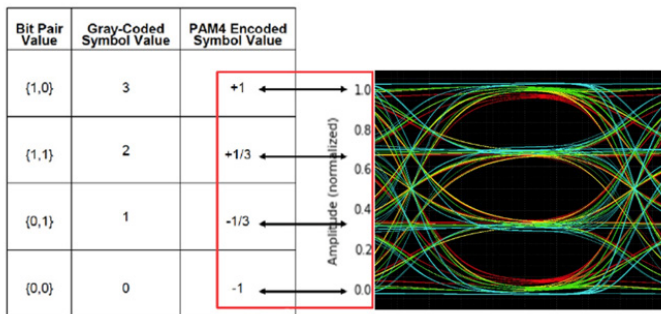 Bit Pair Value
Gray-Coded Symbol Value
PAM4 Encoded Symbol Value
{1,0} 3 +1
{1,1} 2 +1/3
{0,1} 1 -1/3
{0,0} 0 -1
Amplitude (normalized)
1.0
0.8
0.6
0.4
0.2
0.0